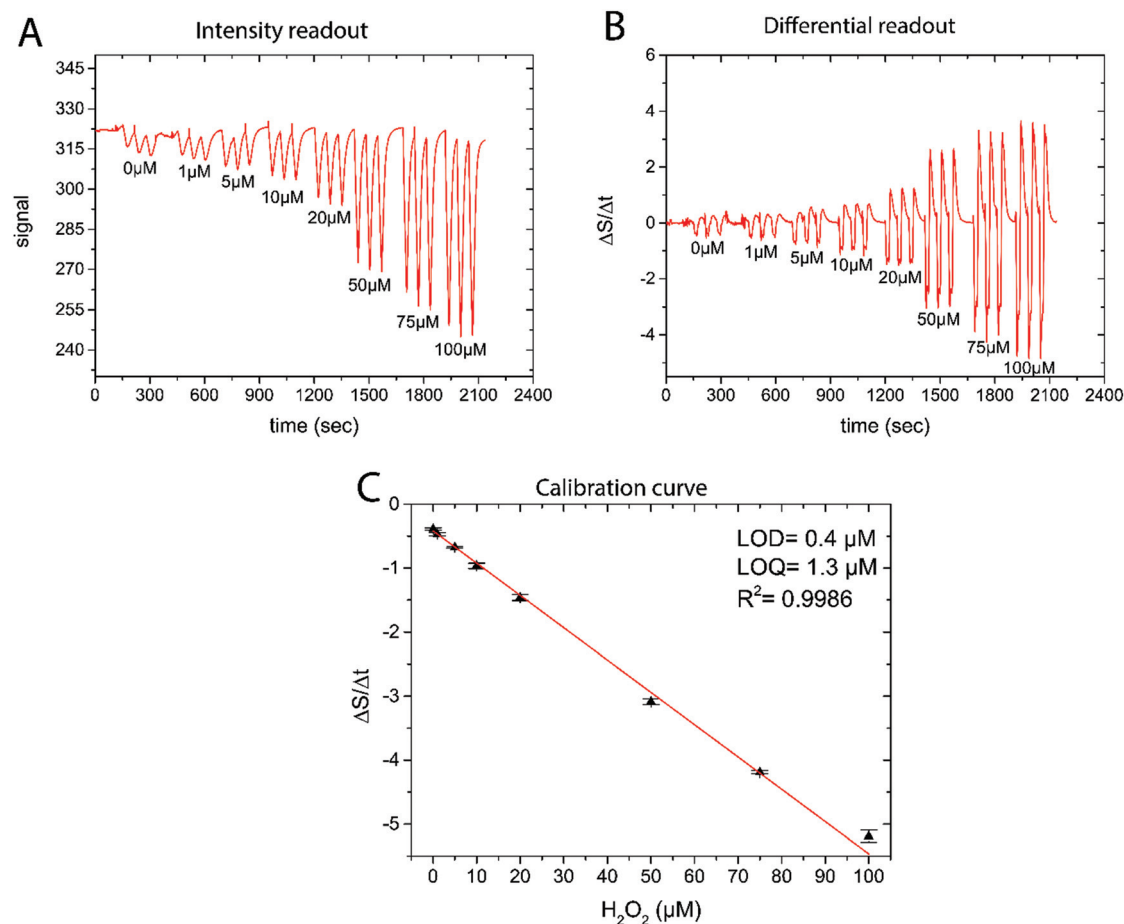 A
Intensity readout
345
330
315
300
285
270
255
240
signal
0μM
1μM
5μM
10μM
20μM
50μM
75μM
100μM
0 300 600 900 1200 1500 1800 2100 2400
time (sec)
B
Differential readout
6
4
2
0
-2
-4
ΔS/Δt
0μM
1μM
5μM
10μM
20μM
50μM
75μM
100μM
0 300 600 900 1200 1500 1800 2100 2400
time (sec)
C
Calibration curve
0
-1
-2
-3
-4
-5
ΔS/Δt
LOD= 0.4 μM
LOQ= 1.3 μM
R²= 0.9986
0 10 20 30 40 50 60 70 80 90 100
H₂O₂ (μM)